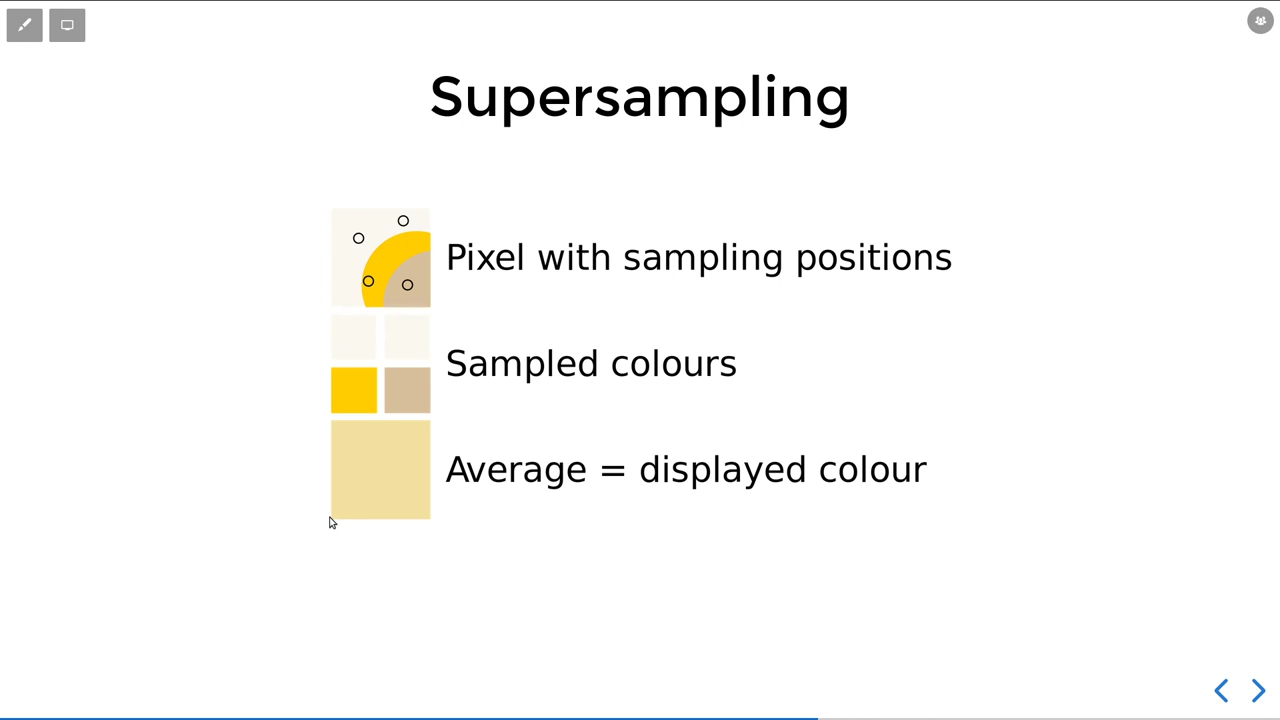 Supersampling
Pixel with sampling positions
Sampled colours
Average = displayed colour